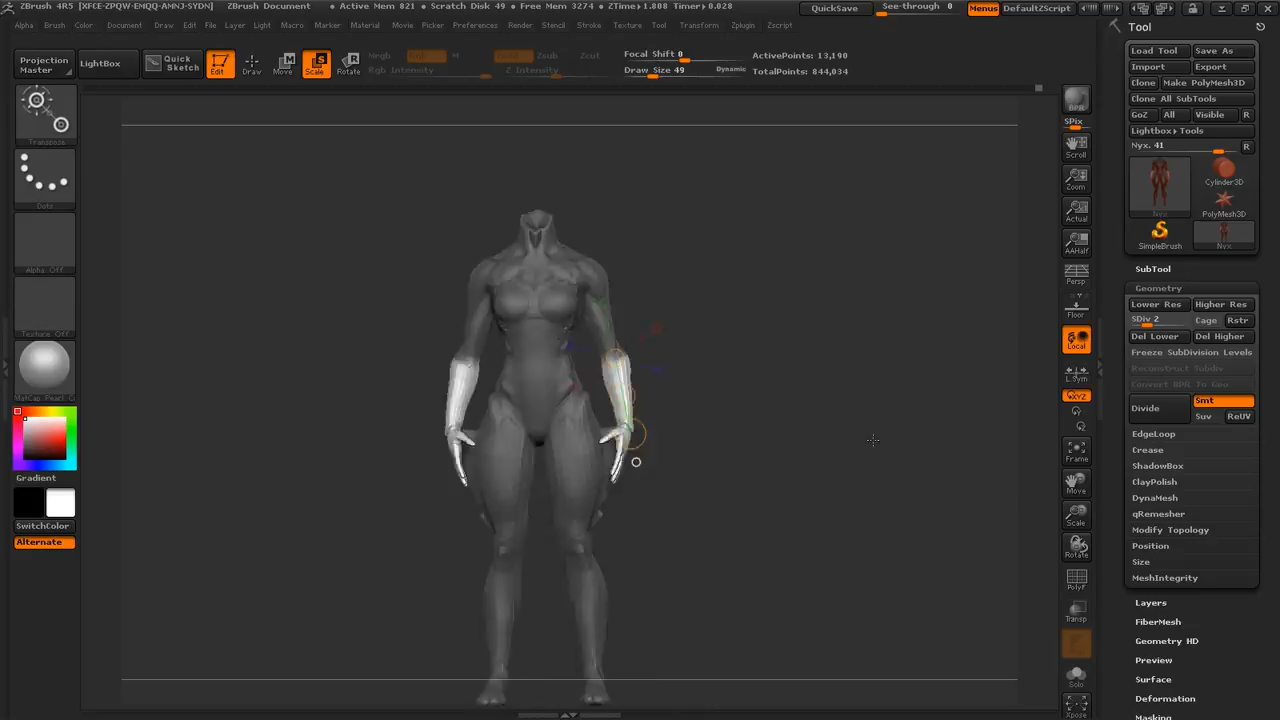 ZBrush 4R5 [XFCE-ZPQW-EMQQ-AMNJ-SYDN] ZBrush Document • Active Mem 821 • Scratch Disk 49 • Free Mem 3274 • ZTime▸1.808 Timer▸0.028 QuickSave See-through 0 Menus DefaultZScript
Alpha Brush Color Document Draw Edit File Layer Light Macro Marker Material Movie Picker Preferences Render Stencil Stroke Texture Tool Transform Zplugin Zscript
Projection Master
LightBox
Quick Sketch
Edit
Draw
Move
Scale
Rotate
Mrgb
M
Rgb Intensity
Zsub
Zcut
Z Intensity
Focal Shift 0
Draw Size 49
Dynamic
ActivePoints: 13,190
TotalPoints: 844,034
Transpose
Dots
Alpha Off
Texture Off
Gradient
SwitchColor
Alternate
BPR
SPix
Scroll
Zoom
Actual
AAHalf
Persp
Floor
Local
L.Sym
XYZ
Frame
Move
Scale
Rotate
PolyF
Transp
Solo
Xpose
Tool
Load Tool Save As
Import Export
Clone Make PolyMesh3D
Clone All SubTools
GoZ All Visible R
Lightbox▸Tools
Nyx. 41 R
Nyx
Cylinder3D
PolyMesh3D
SimpleBrush
Nyx
SubTool
Geometry
Lower Res Higher Res
SDiv 2 Cage Rstr
Del Lower Del Higher
Freeze SubDivision Levels
Reconstruct Subdiv
Convert BPR To Geo
Divide
Smt
Suv ReUV
EdgeLoop
Crease
ShadowBox
ClayPolish
DynaMesh
qRemesher
Modify Topology
Position
Size
MeshIntegrity
Layers
FiberMesh
Geometry HD
Preview
Surface
Deformation
Masking